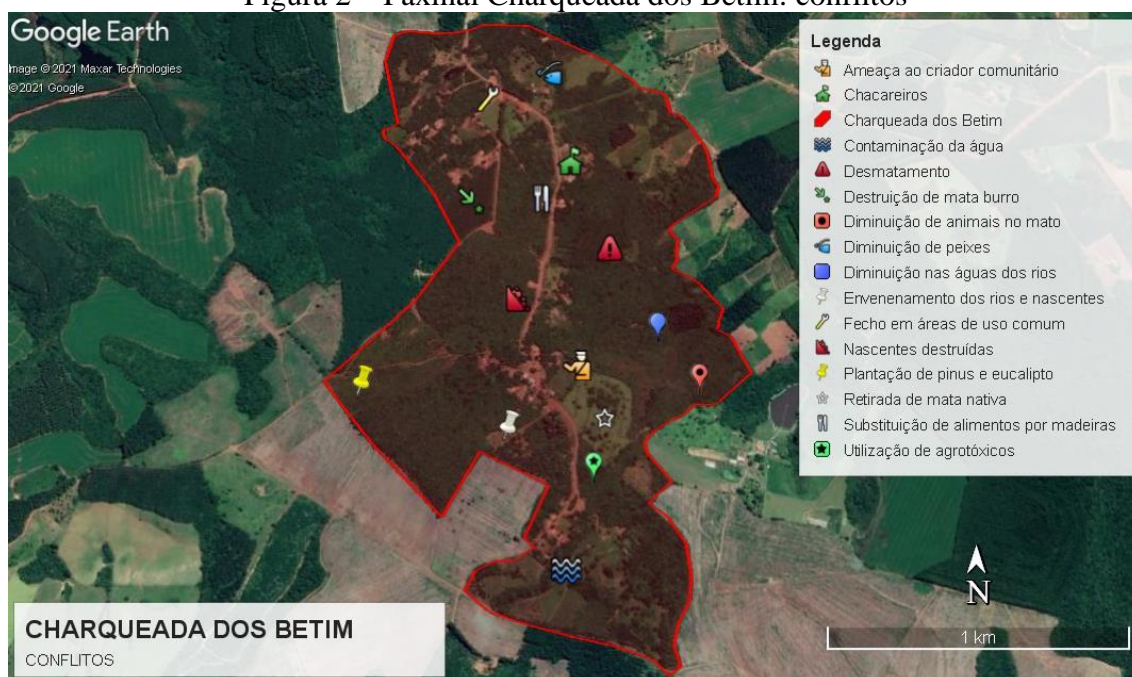 Figura 2 – Faxinal Charqueada dos Betim: conflitos
Google Earth
Image © 2021 Maxar Technologies
© 2021 Google
Legenda
Ameaça ao criador comunitário
Chacareiros
Charqueada dos Betim
Contaminação da água
Desmatamento
Destruição de mata burro
Diminuição de animais no mato
Diminuição de peixes
Diminuição nas águas dos rios
Envenenamento dos rios e nascentes
Fecho em áreas de uso comum
Nascentes destruídas
Plantação de pinus e eucalipto
Retirada de mata nativa
Substituição de alimentos por madeiras
Utilização de agrotóxicos
N
1 km
CHARQUEADA DOS BETIM
CONFLITOS